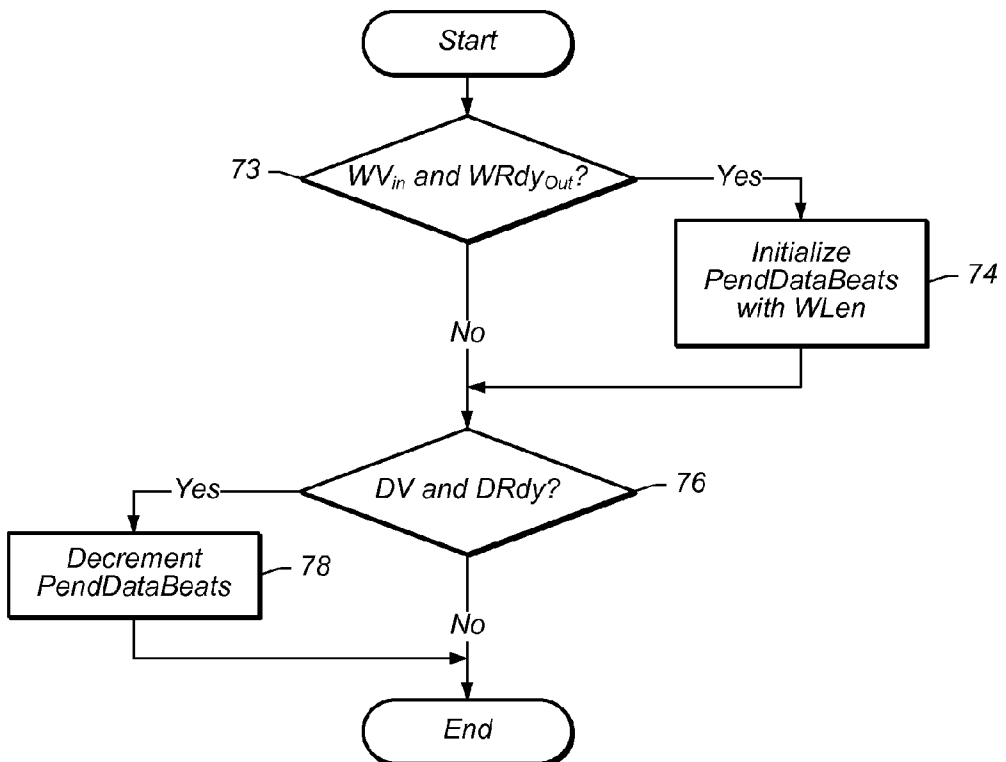 Start
73
WVin and WRdyOut?
Yes
Initialize
PendDataBeats
with WLen
74
No
DV and DRdy?
76
Yes
Decrement
PendDataBeats
78
No
End